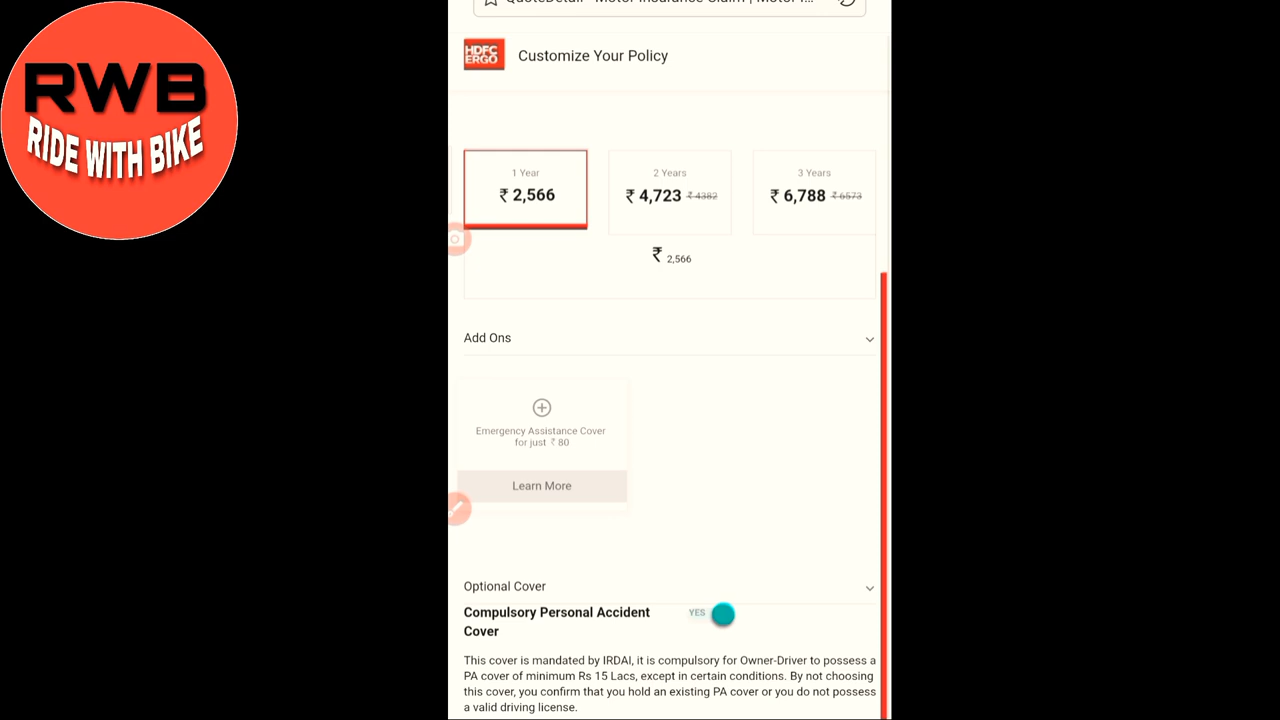 RWB
RIDE WITH BIKE
HDFC
ERGO
Customize Your Policy
1 Year
₹ 2,566
2 Years
₹ 4,723 ₹ 4382
3 Years
₹ 6,788 ₹ 6573
₹ 2,566
Add Ons
Emergency Assistance Cover
for just ₹ 80
Learn More
Optional Cover
Compulsory Personal Accident
Cover
YES
This cover is mandated by IRDAI, it is compulsory for Owner-Driver to possess a
PA cover of minimum Rs 15 Lacs, except in certain conditions. By not choosing
this cover, you confirm that you hold an existing PA cover or you do not possess
a valid driving license.